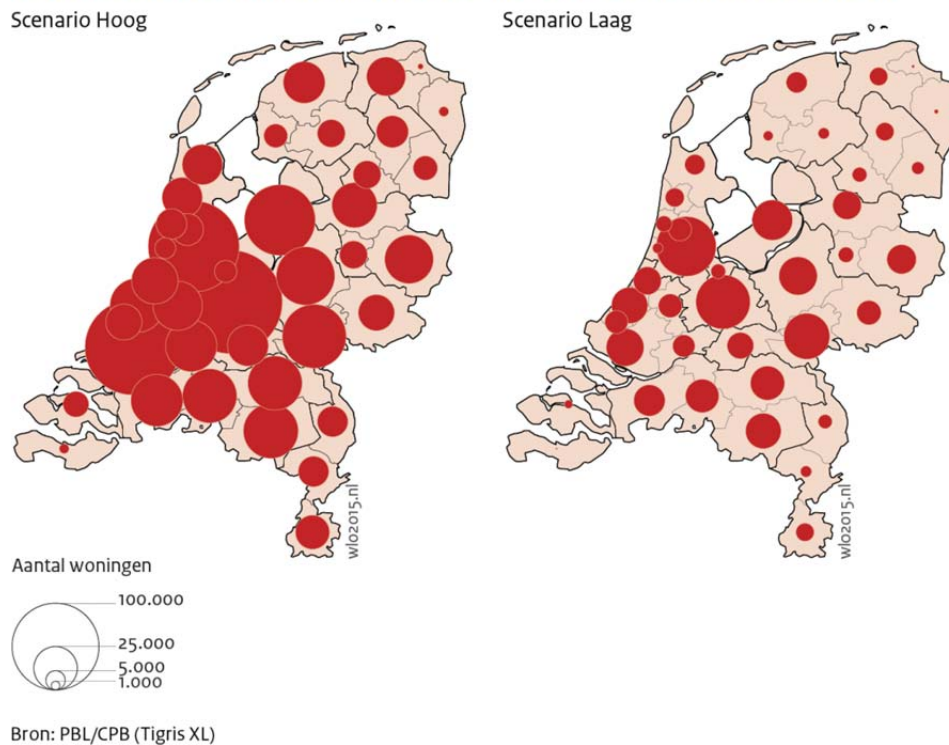 Scenario Hoog
Scenario Laag
wlo2015.nl
wlo2015.nl
Aantal woningen
100.000
25.000
5.000
1.000
Bron: PBL/CPB (Tigris XL)